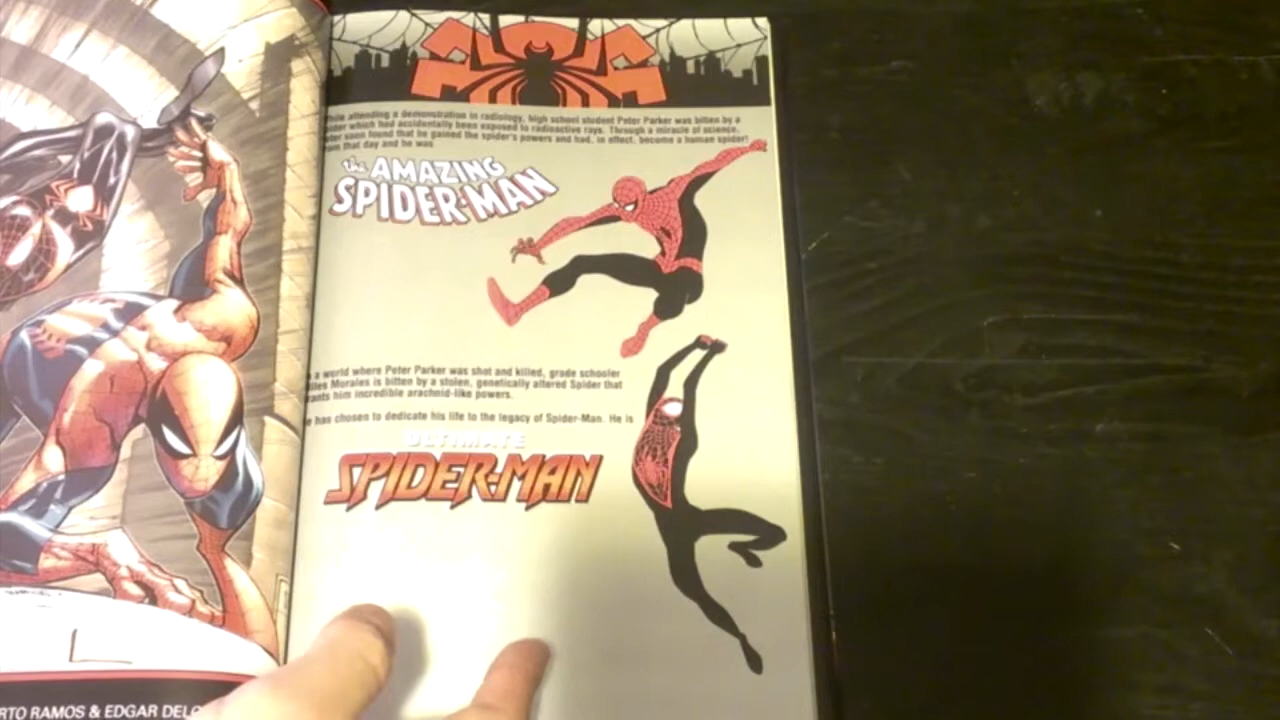 while attending a demonstration in radiology, high school student Peter Parker was bitten by a
spider which had accidentally been exposed to radioactive rays. Through a miracle of science,
soon found that he gained the spider's powers and had, in effect, become a human spider!
that day and he was
the AMAZING
SPIDER-MAN
a world where Peter Parker was shot and killed, grade schooler
Miles Morales is bitten by a stolen, genetically altered Spider that
grants him incredible arachnid-like powers.
has chosen to dedicate his life to the legacy of Spider-Man. He is
ULTIMATE
SPIDER-MAN
RAMOS & EDGAR